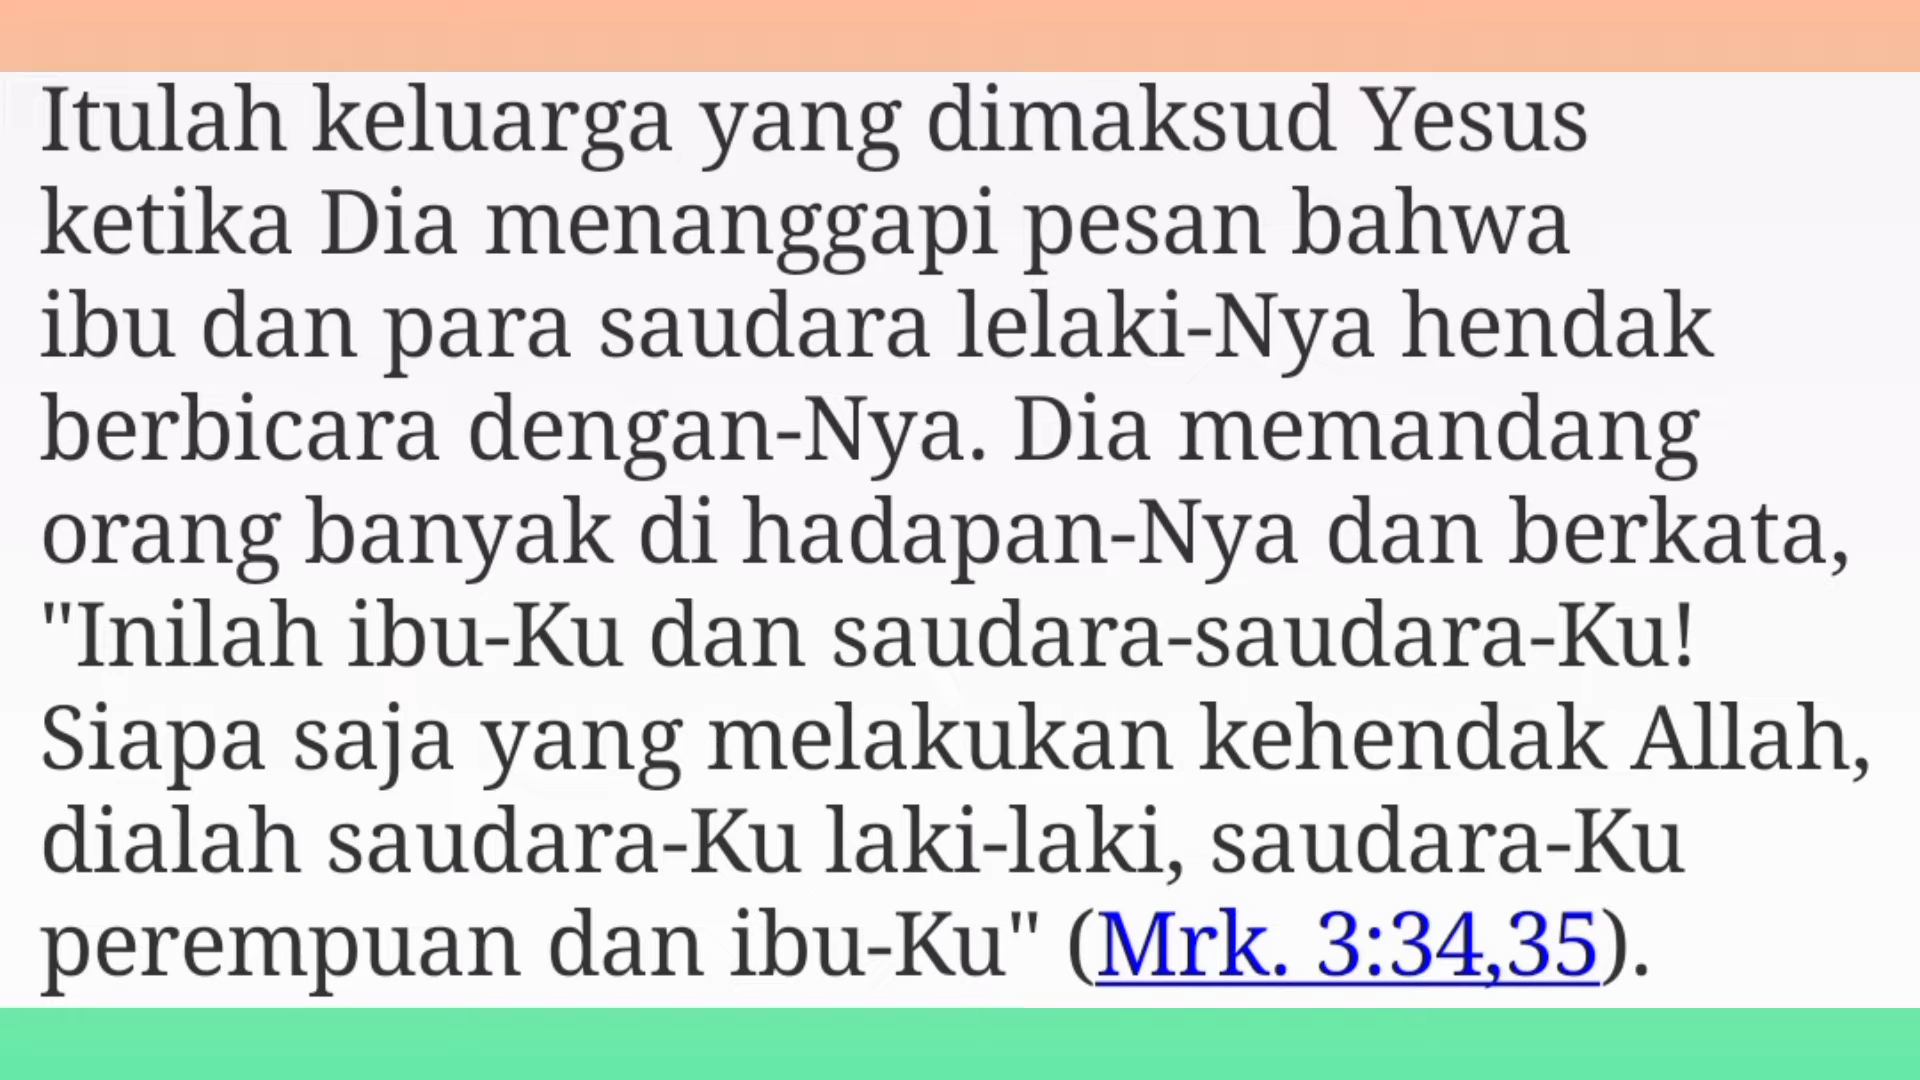 Itulah keluarga yang dimaksud Yesus
ketika Dia menanggapi pesan bahwa
ibu dan para saudara lelaki-Nya hendak
berbicara dengan-Nya. Dia memandang
orang banyak di hadapan-Nya dan berkata,
"Inilah ibu-Ku dan saudara-saudara-Ku!
Siapa saja yang melakukan kehendak Allah,
dialah saudara-Ku laki-laki, saudara-Ku
perempuan dan ibu-Ku" (Mrk. 3:34,35).